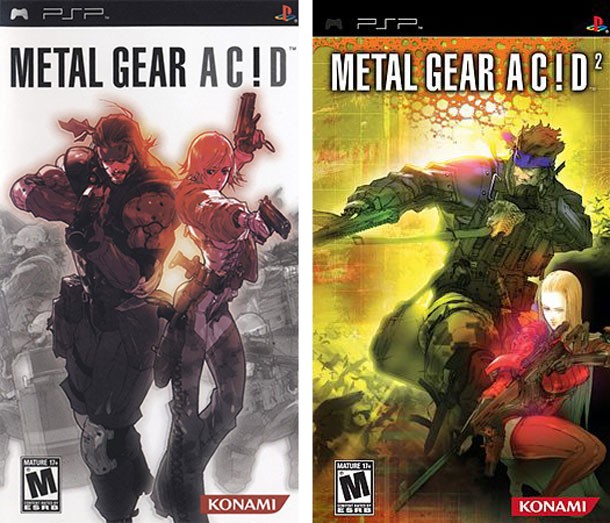 PSP
METAL GEAR AC!D™
MATURE 17+
M
CONTENT RATED BY
ESRB
KONAMI
PSP
METAL GEAR AC!D²
MATURE 17+
M
CONTENT RATED BY
ESRB
KONAMI